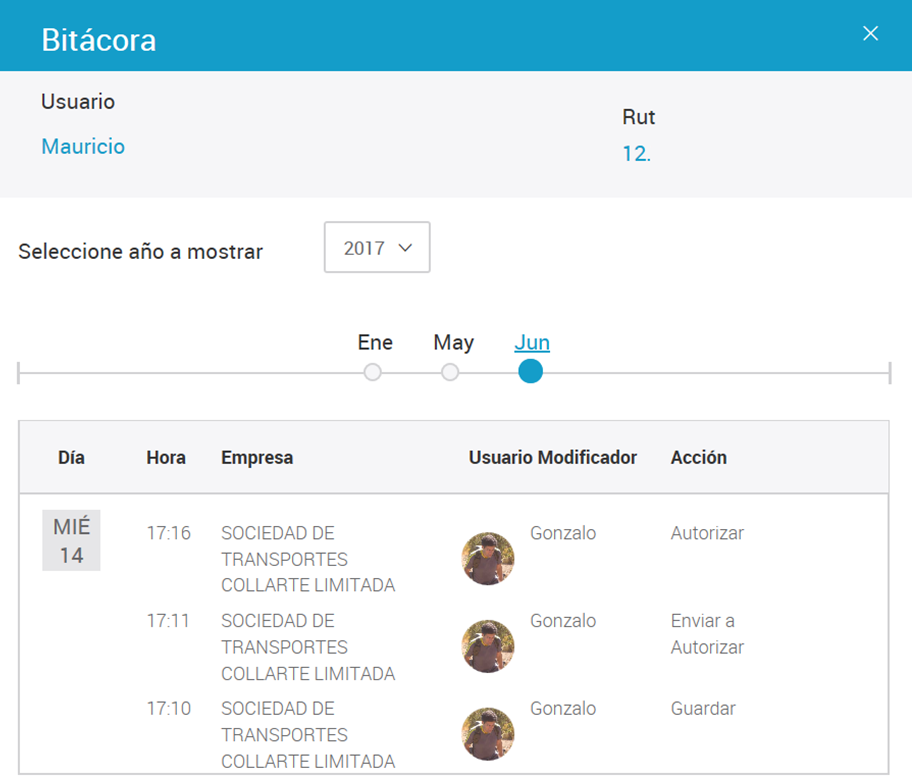 Bitácora
Usuario
Mauricio
Rut
12.
Seleccione año a mostrar
2017
Ene May Jun
Día Hora Empresa Usuario Modificador Acción
MIÉ
14
17:16 SOCIEDAD DE Gonzalo Autorizar
TRANSPORTES
COLLARTE LIMITADA
17:11 SOCIEDAD DE Gonzalo Enviar a
TRANSPORTES Autorizar
COLLARTE LIMITADA
17:10 SOCIEDAD DE Gonzalo Guardar
TRANSPORTES
COLLARTE LIMITADA